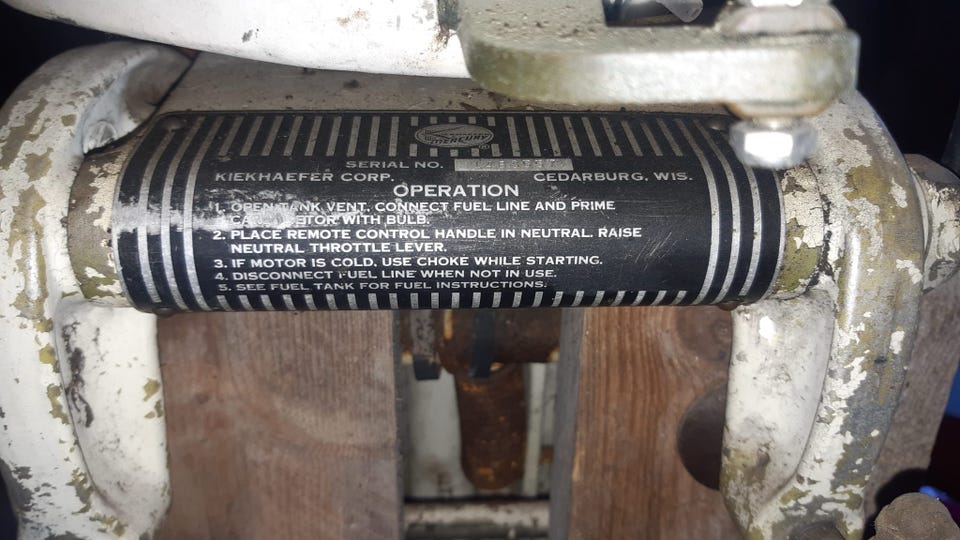 MERCURY
SERIAL NO.
KIEKHAEFER CORP. CEDARBURG, WIS.
OPERATION
1. OPEN TANK VENT, CONNECT FUEL LINE AND PRIME
WITH BULB.
2. PLACE REMOTE CONTROL HANDLE IN NEUTRAL. RAISE
NEUTRAL THROTTLE LEVER.
3. IF MOTOR IS COLD, USE CHOKE WHILE STARTING.
4. DISCONNECT FUEL LINE WHEN NOT IN USE.
5. SEE FUEL TANK FOR FUEL INSTRUCTIONS.